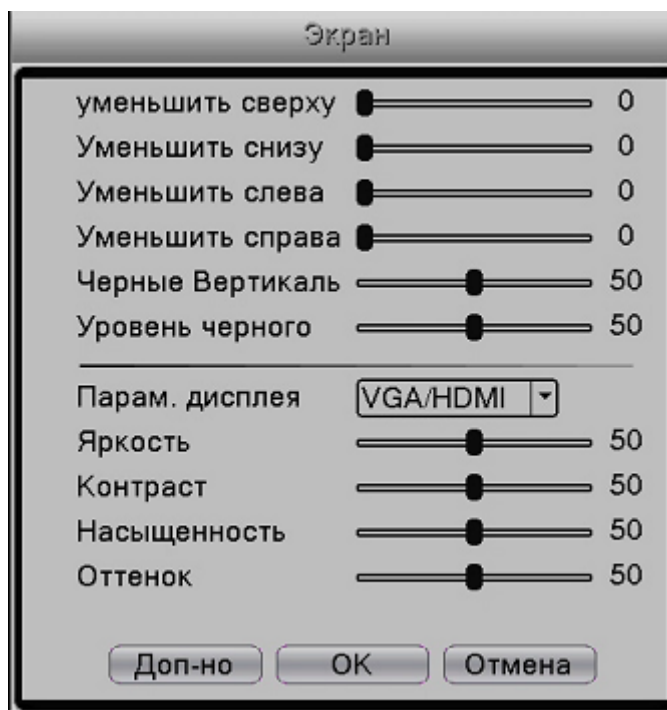 Экран
уменьшить сверху 0
Уменьшить снизу 0
Уменьшить слева 0
Уменьшить справа 0
Черные Вертикаль 50
Уровень черного 50
Парам. дисплея VGA/HDMI
Яркость 50
Контраст 50
Насыщенность 50
Оттенок 50
Доп-но OK Отмена